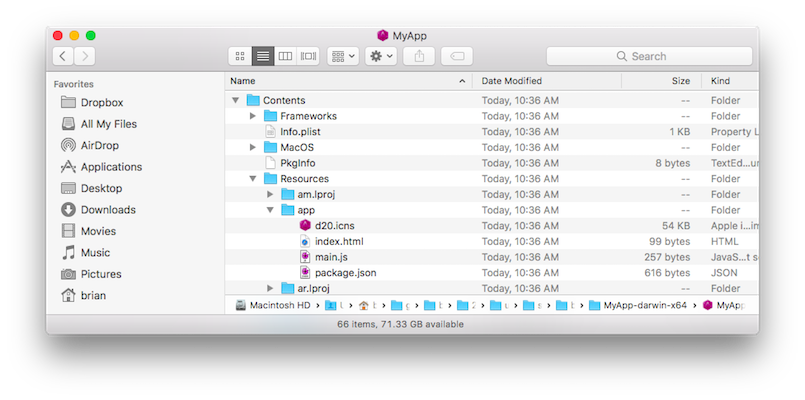 MyApp
Search
Favorites
Dropbox
All My Files
AirDrop
Applications
Desktop
Downloads
Movies
Music
Pictures
brian
Name Date Modified Size Kind
Contents Today, 10:36 AM -- Folder
Frameworks Today, 10:36 AM -- Folder
Info.plist Today, 10:36 AM 1 KB Property L
MacOS Today, 10:36 AM -- Folder
PkgInfo Today, 10:36 AM 8 bytes TextEd...un
Resources Today, 10:36 AM -- Folder
am.lproj Today, 10:36 AM -- Folder
app Today, 10:36 AM -- Folder
d20.icns Today, 10:36 AM 54 KB Apple i...im
index.html Today, 10:36 AM 99 bytes HTML
main.js Today, 10:36 AM 257 bytes JavaS...t sc
package.json Today, 10:36 AM 616 bytes JSON
ar.lproj Today, 10:36 AM -- Folder
Macintosh HD › b › b › 2 › s › b › MyApp-darwin-x64 › MyApp
66 items, 71.33 GB available